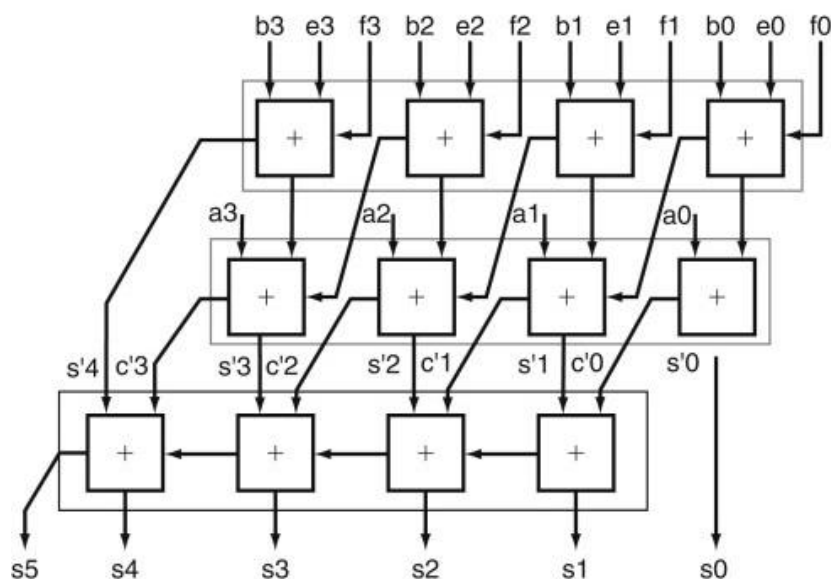 b3 e3 f3 b2 e2 f2 b1 e1 f1 b0 e0 f0
+ + + +
a3 a2 a1 a0
+ + + +
s'4 c'3 s'3 c'2 s'2 c'1 s'1 c'0 s'0
+ + + +
s5 s4 s3 s2 s1 s0